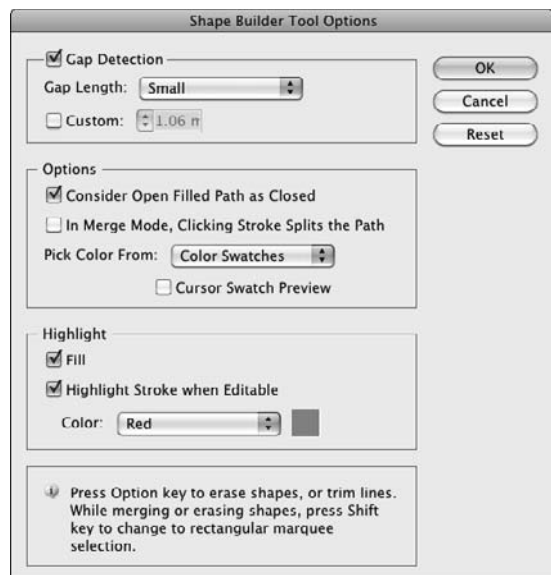 Shape Builder Tool Options
Gap Detection
Gap Length: Small
Custom: 1.06 m
OK
Cancel
Reset
Options
Consider Open Filled Path as Closed
In Merge Mode, Clicking Stroke Splits the Path
Pick Color From: Color Swatches
Cursor Swatch Preview
Highlight
Fill
Highlight Stroke when Editable
Color: Red
Press Option key to erase shapes, or trim lines.
While merging or erasing shapes, press Shift
key to change to rectangular marquee
selection.